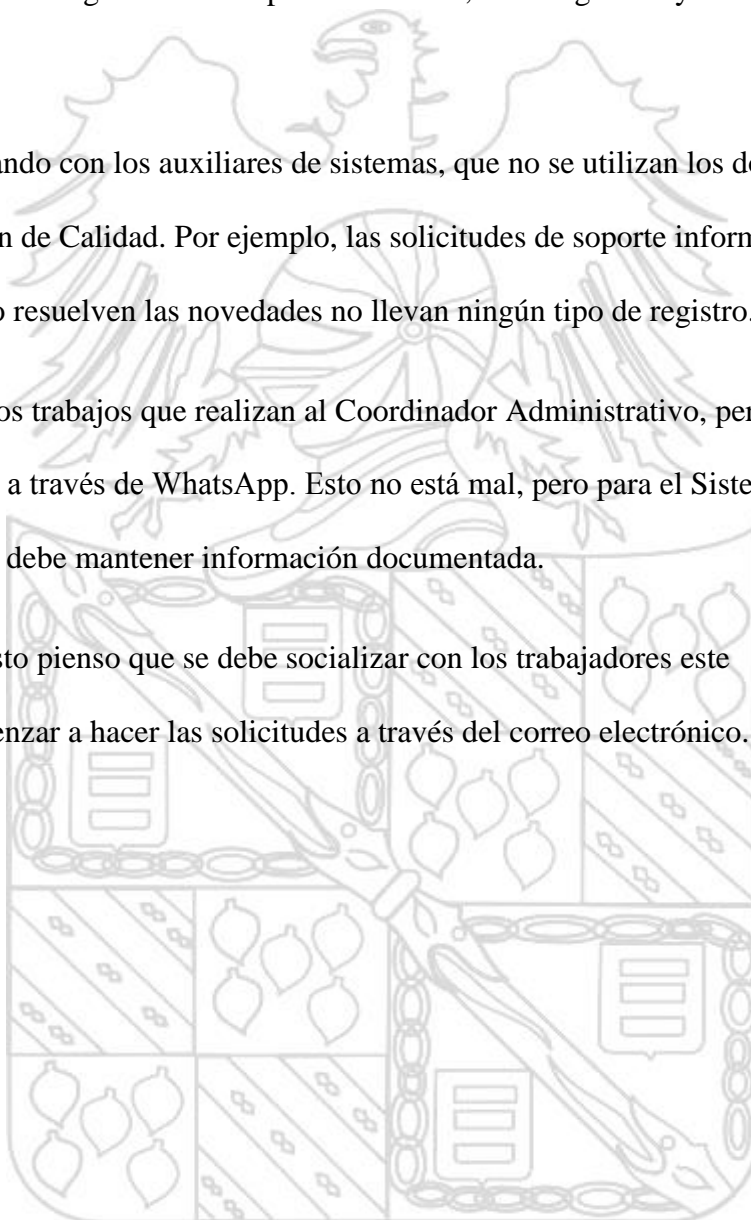 ando con los auxiliares de sistemas, que no se utilizan los do
n de Calidad. Por ejemplo, las solicitudes de soporte inform
o resuelven las novedades no llevan ningún tipo de registro.
os trabajos que realizan al Coordinador Administrativo, per
a través de WhatsApp. Esto no está mal, pero para el Siste
debe mantener información documentada.
sto pienso que se debe socializar con los trabajadores este
enzar a hacer las solicitudes a través del correo electrónico.